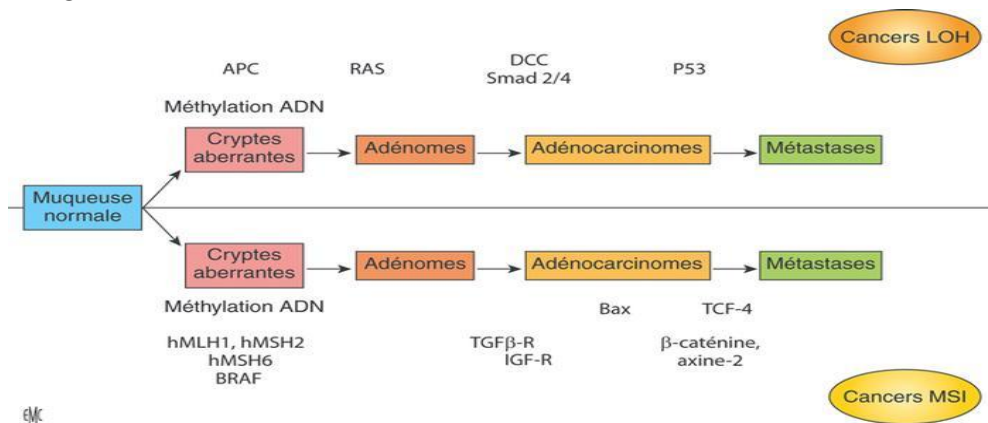 Cancers LOH
APC
RAS
DCC
Smad 2/4
P53
Méthylation ADN
Cryptes
aberrantes
Adénomes
Adénocarcinomes
Métastases
Muqueuse
normale
Cryptes
aberrantes
Adénomes
Adénocarcinomes
Métastases
Méthylation ADN
Bax
TCF-4
hMLH1, hMSH2
hMSH6
BRAF
TGFβ-R
IGF-R
β-caténine,
axine-2
Cancers MSI
EMC